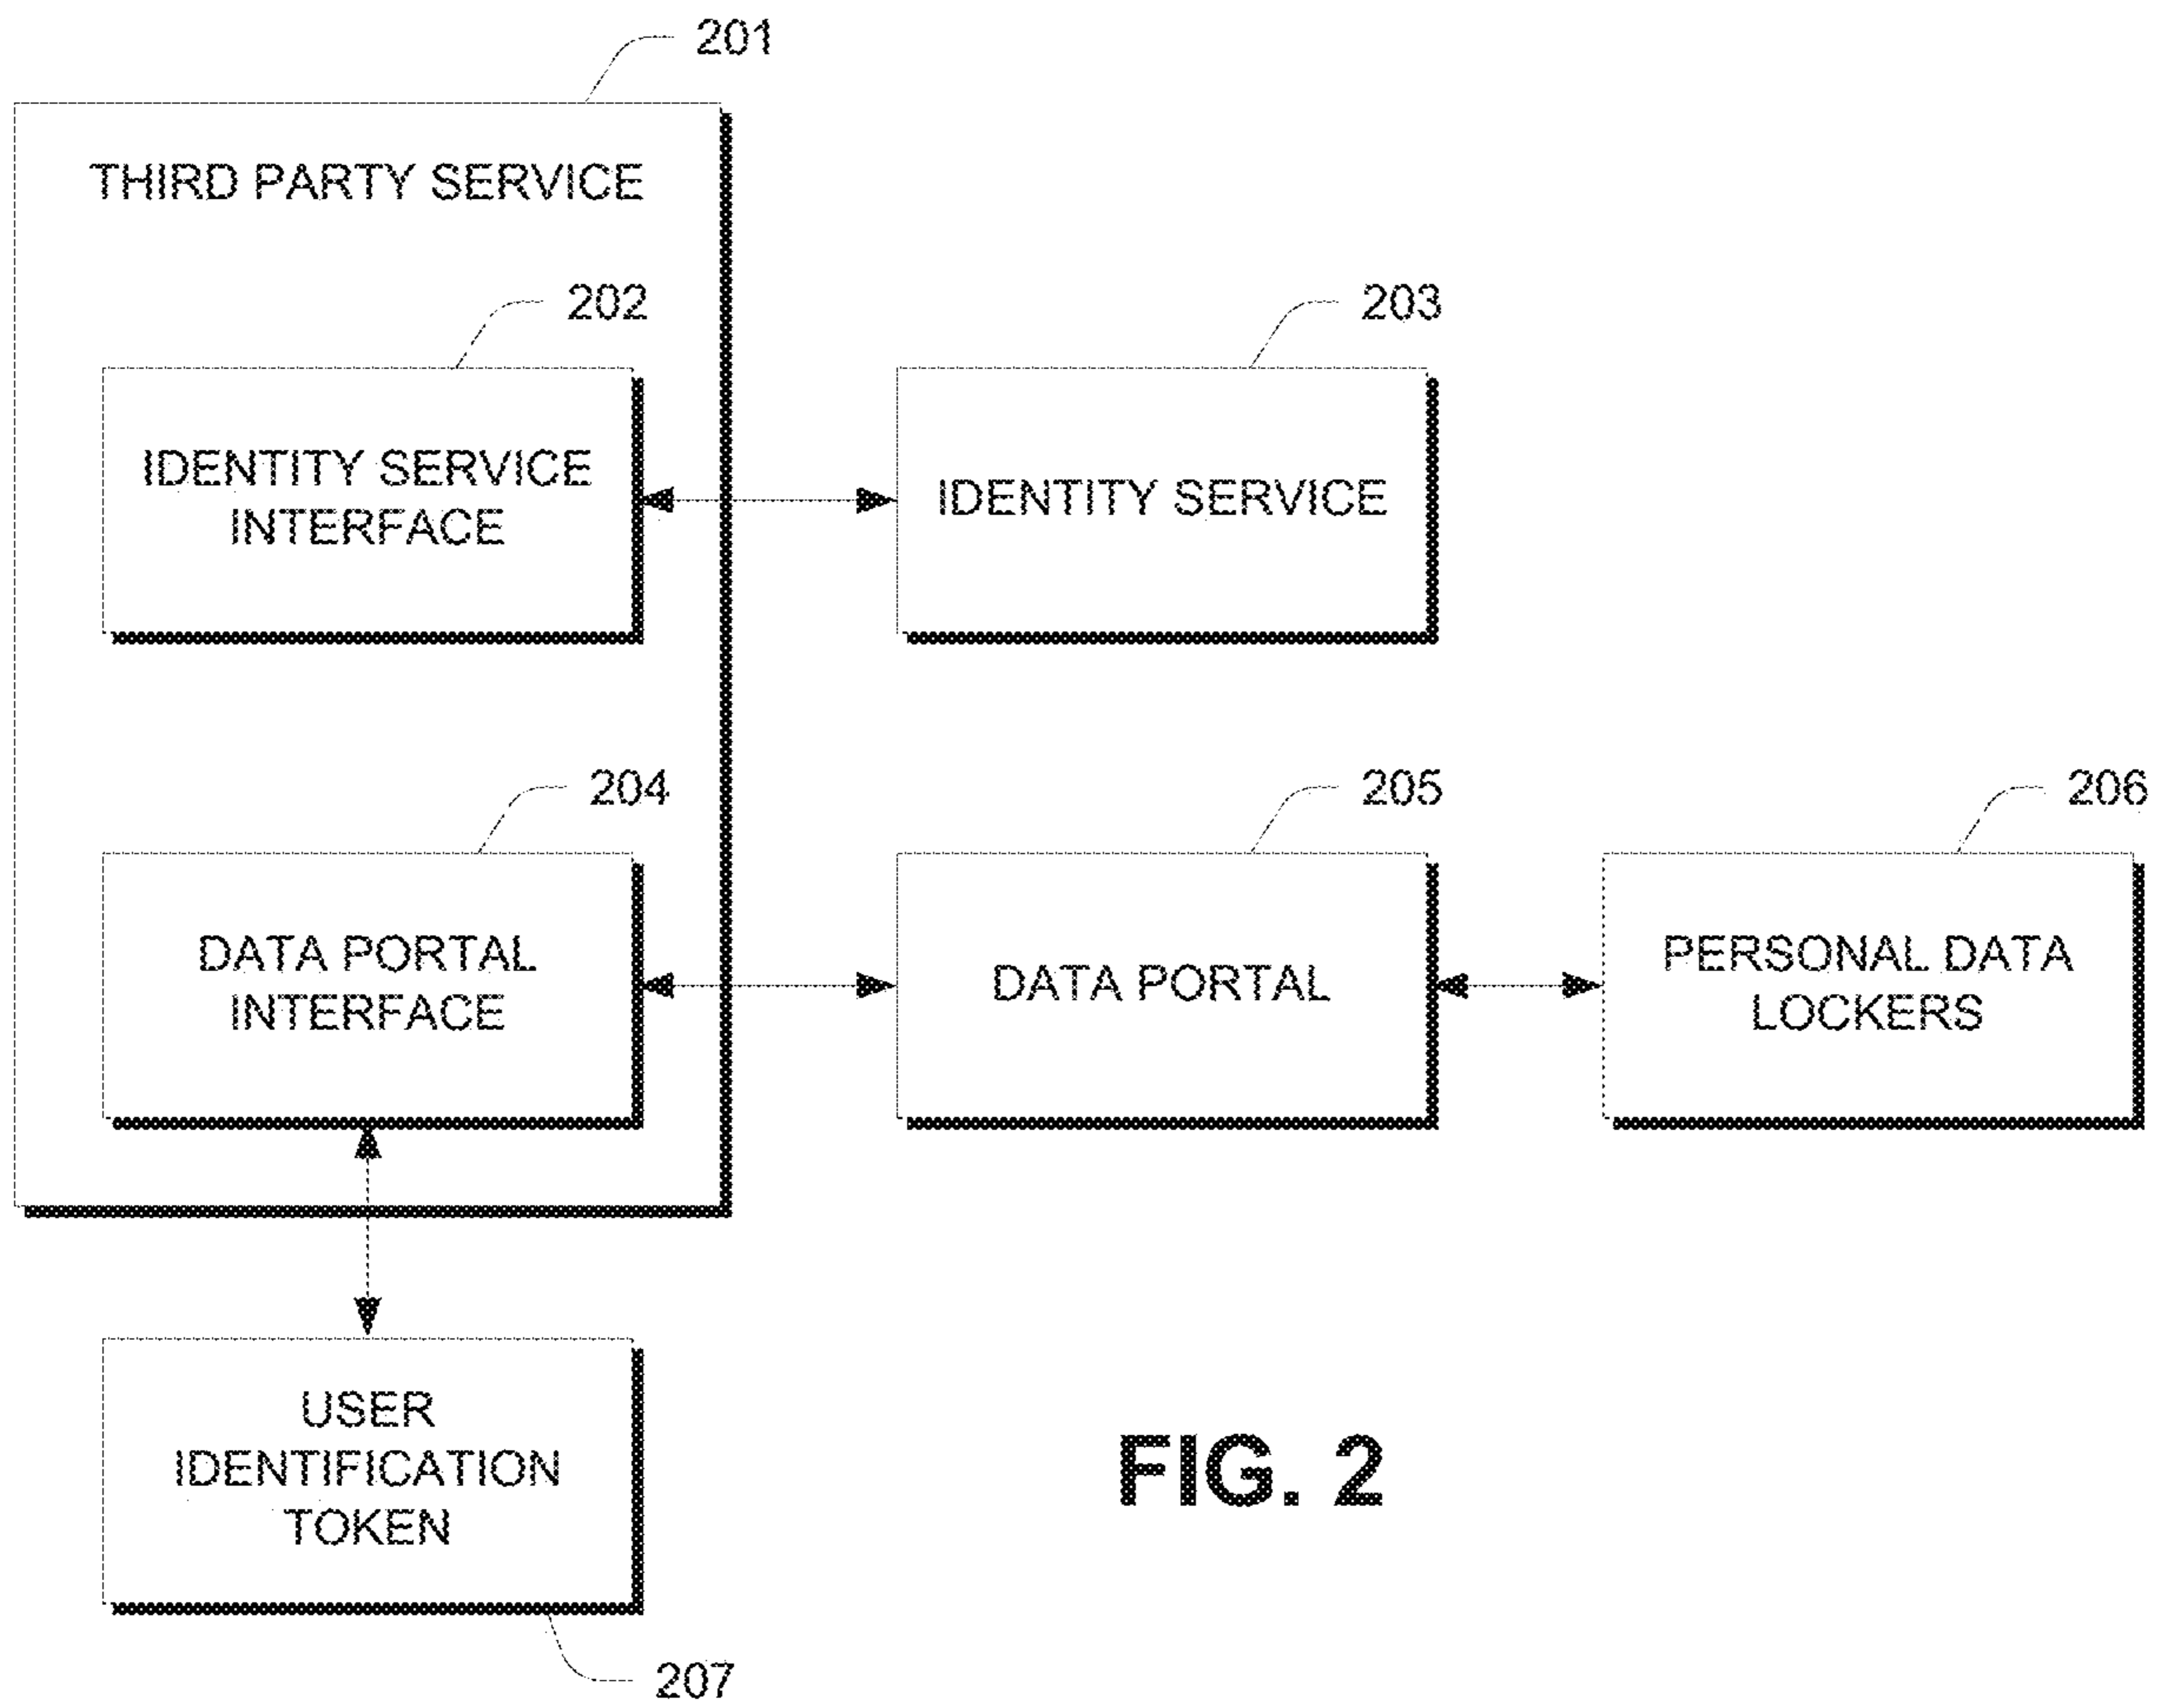 201
THIRD PARTY SERVICE
202
203
IDENTITY SERVICE
INTERFACE
IDENTITY SERVICE
204
205
206
DATA PORTAL
INTERFACE
DATA PORTAL
PERSONAL DATA
LOCKERS
USER
IDENTIFICATION
TOKEN
FIG. 2
207